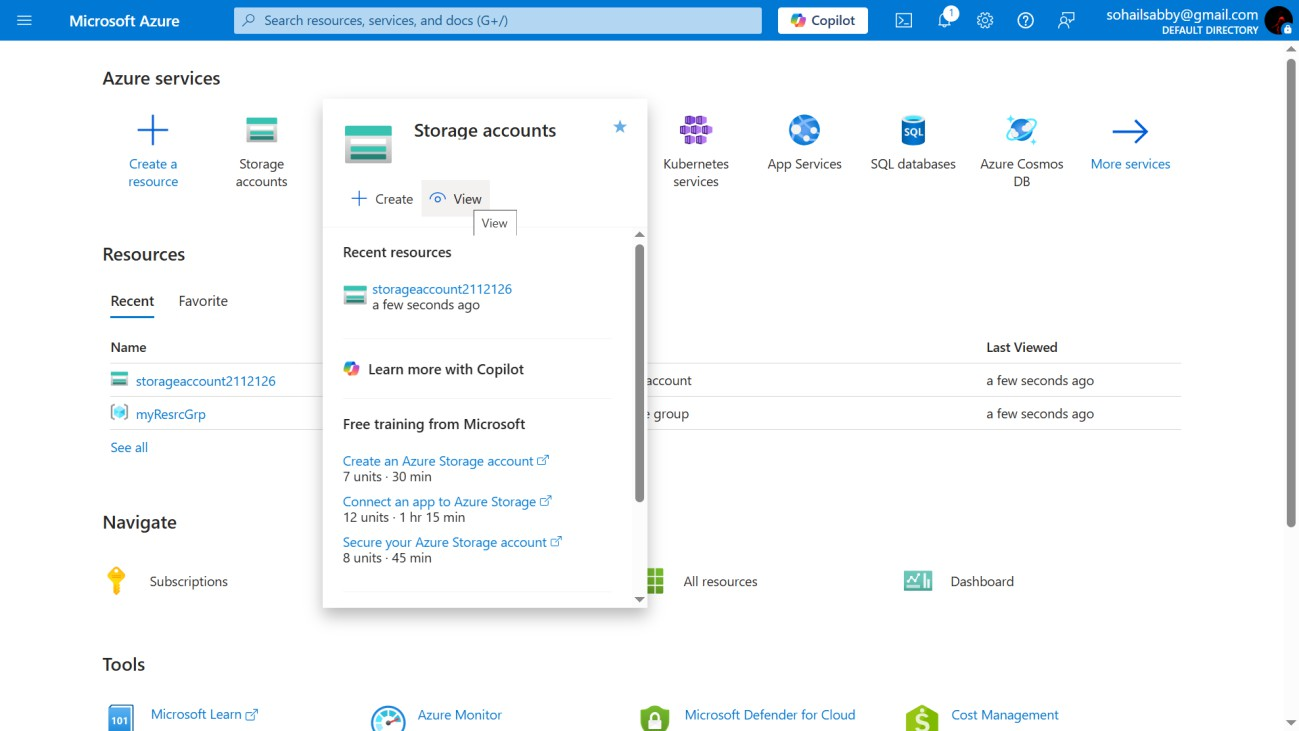 Microsoft Azure
Search resources, services, and docs (G+/)
Copilot
1
sohailsabby@gmail.com
DEFAULT DIRECTORY
Azure services
Create a
resource
Storage
accounts
Storage accounts
Create
View
View
Kubernetes
services
App Services
SQL
SQL databases
Azure Cosmos
DB
More services
Recent resources
storageaccount2112126
a few seconds ago
Learn more with Copilot
Free training from Microsoft
Create an Azure Storage account
7 units · 30 min
Connect an app to Azure Storage
12 units · 1 hr 15 min
Secure your Azure Storage account
8 units · 45 min
Resources
Recent
Favorite
Name
Last Viewed
storageaccount2112126
account
a few seconds ago
myResrcGrp
group
a few seconds ago
See all
Navigate
Subscriptions
All resources
Dashboard
Tools
101
Microsoft Learn
Azure Monitor
Microsoft Defender for Cloud
$
Cost Management